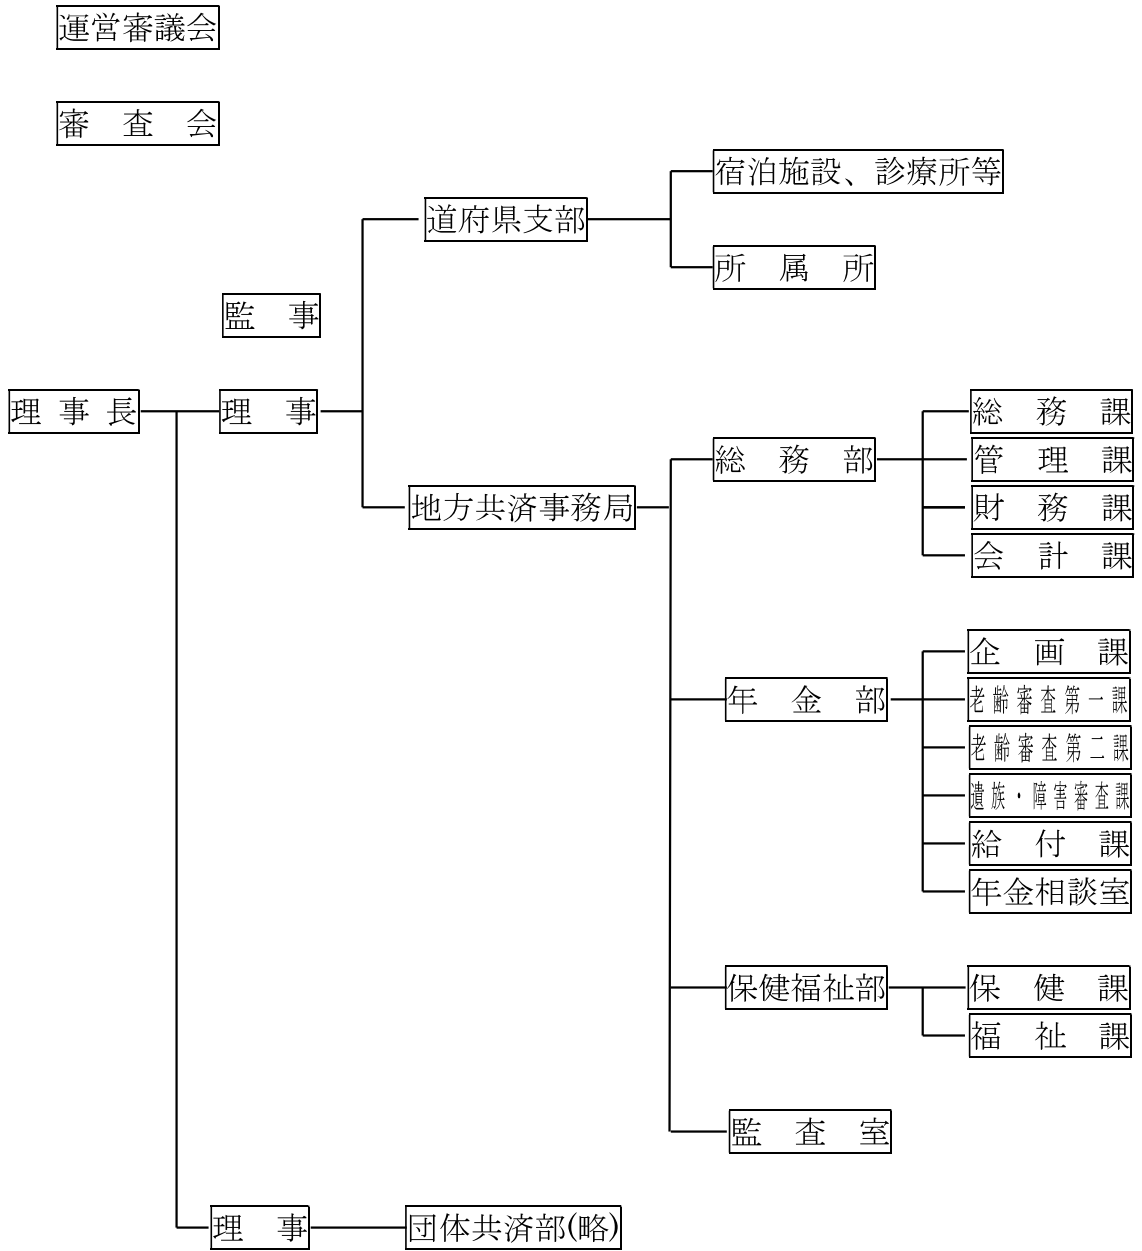 運営審議会
審査会
宿泊施設、診療所等
道府県支部
所属所
監事
理事長
理事
総務課
総務部
管理課
地方共済事務局
財務課
会計課
企画課
年金部
老齢審査第一課
老齢審査第二課
遺族・障害審査課
給付課
年金相談室
保健福祉部
保健課
福祉課
監査室
理事
団体共済部(略)